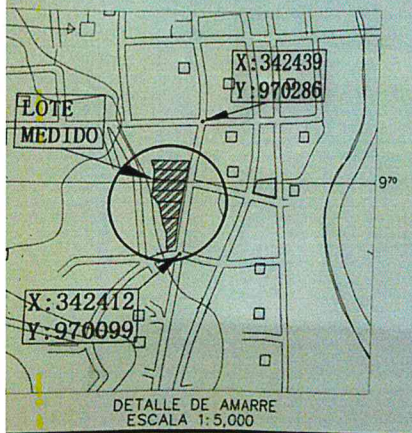 X:342439
Y:970286
LOTE
MEDIDO
9⁷⁰
X:342412
Y:970099
DETALLE DE AMARRE
ESCALA 1:5,000